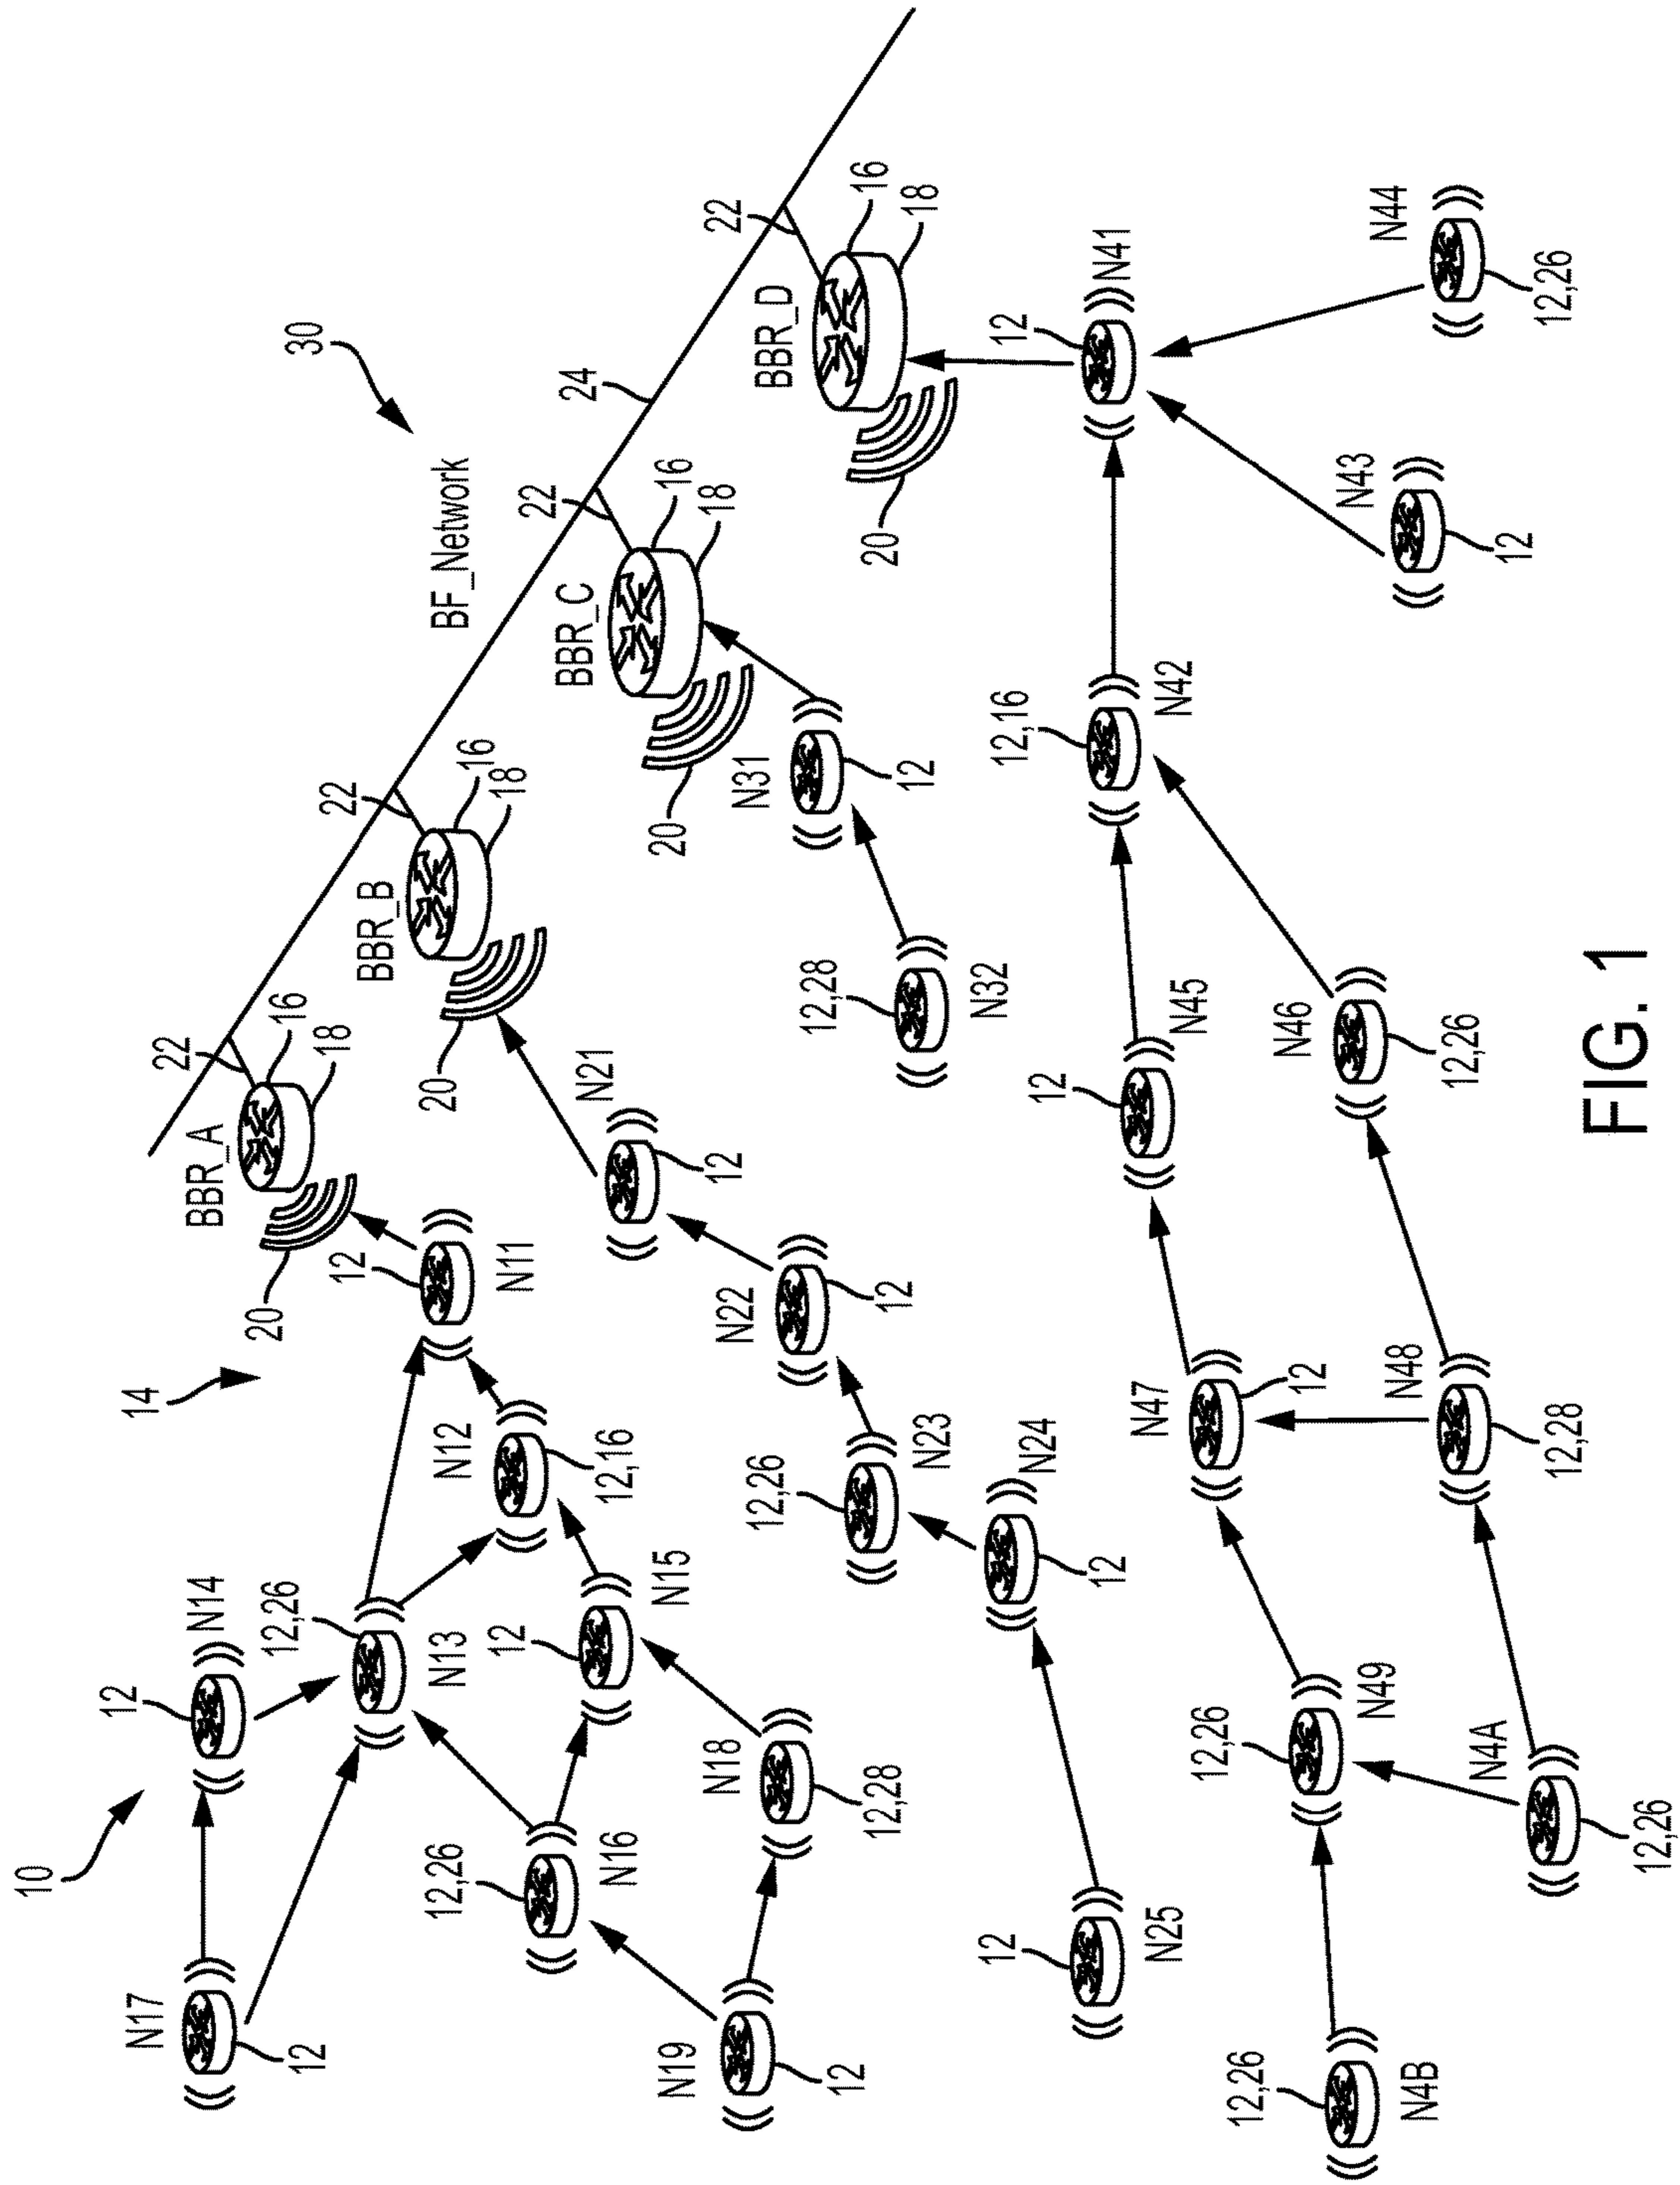 10
N17
12
N14
14
22
BBR_A
20
12,26
16
12
30
18
22
12
BBR_B
12,26
N13
N12
20
BF_Network
16
12
N11
18
22
BBR_C
24
N16
12,16
N21
N15
20
16
N19
N18
18
N22
12
N31
22
12,26
BBR_D
12,28
12
12,28
12
12
20
16
N23
18
12
N32
12,16
12
N24
12
12
N41
N25
N47
N45
N42
12,26
12,26
N46
12
N43
N49
N48
N44
N4B
12,26
N4A
12
12,28
12,26
12,26
FIG. 1